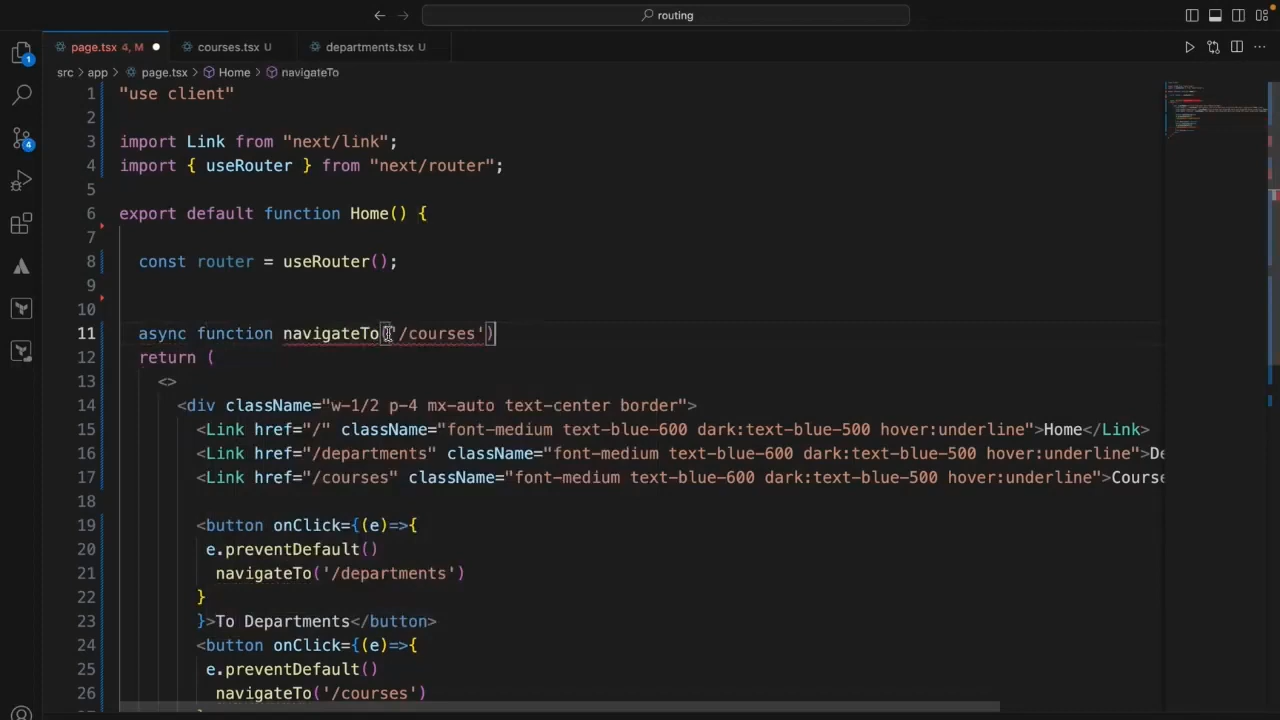 routing
page.tsx 4, M
courses.tsx U
departments.tsx U
src > app > page.tsx > Home > navigateTo
1 "use client"
2
3 import Link from "next/link";
4 import { useRouter } from "next/router";
5
6 export default function Home() {
7
8 const router = useRouter();
9
10
11 async function navigateTo('/courses')
12 return (
13 <>
14 <div className="w-1/2 p-4 mx-auto text-center border">
15 <Link href="/" className="font-medium text-blue-600 dark:text-blue-500 hover:underline">Home</Link>
16 <Link href="/departments" className="font-medium text-blue-600 dark:text-blue-500 hover:underline">De
17 <Link href="/courses" className="font-medium text-blue-600 dark:text-blue-500 hover:underline">Course
18
19 <button onClick={(e)=>{
20 e.preventDefault()
21 navigateTo('/departments')
22 }
23 }>To Departments</button>
24 <button onClick={(e)=>{
25 e.preventDefault()
26 navigateTo('/courses')
1
4